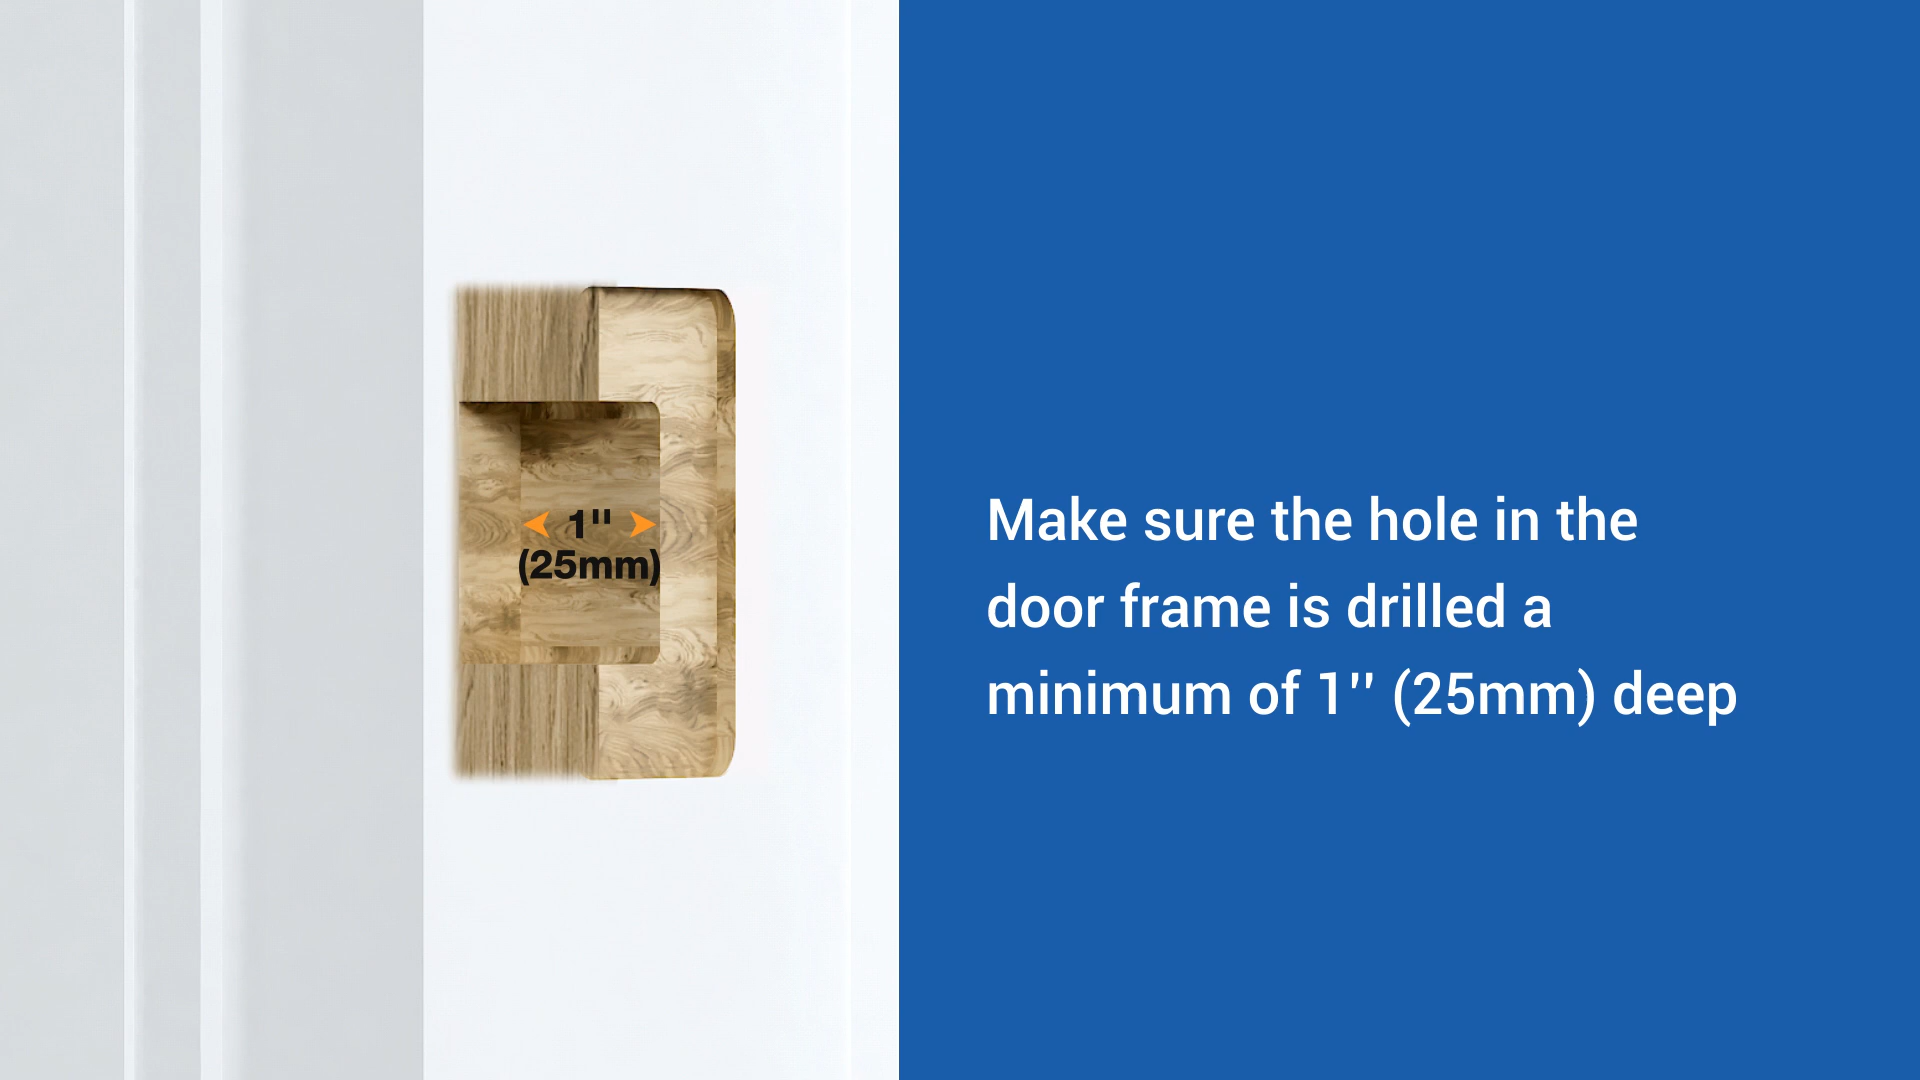 1"
(25mm)
Make sure the hole in the
door frame is drilled a
minimum of 1" (25mm) deep